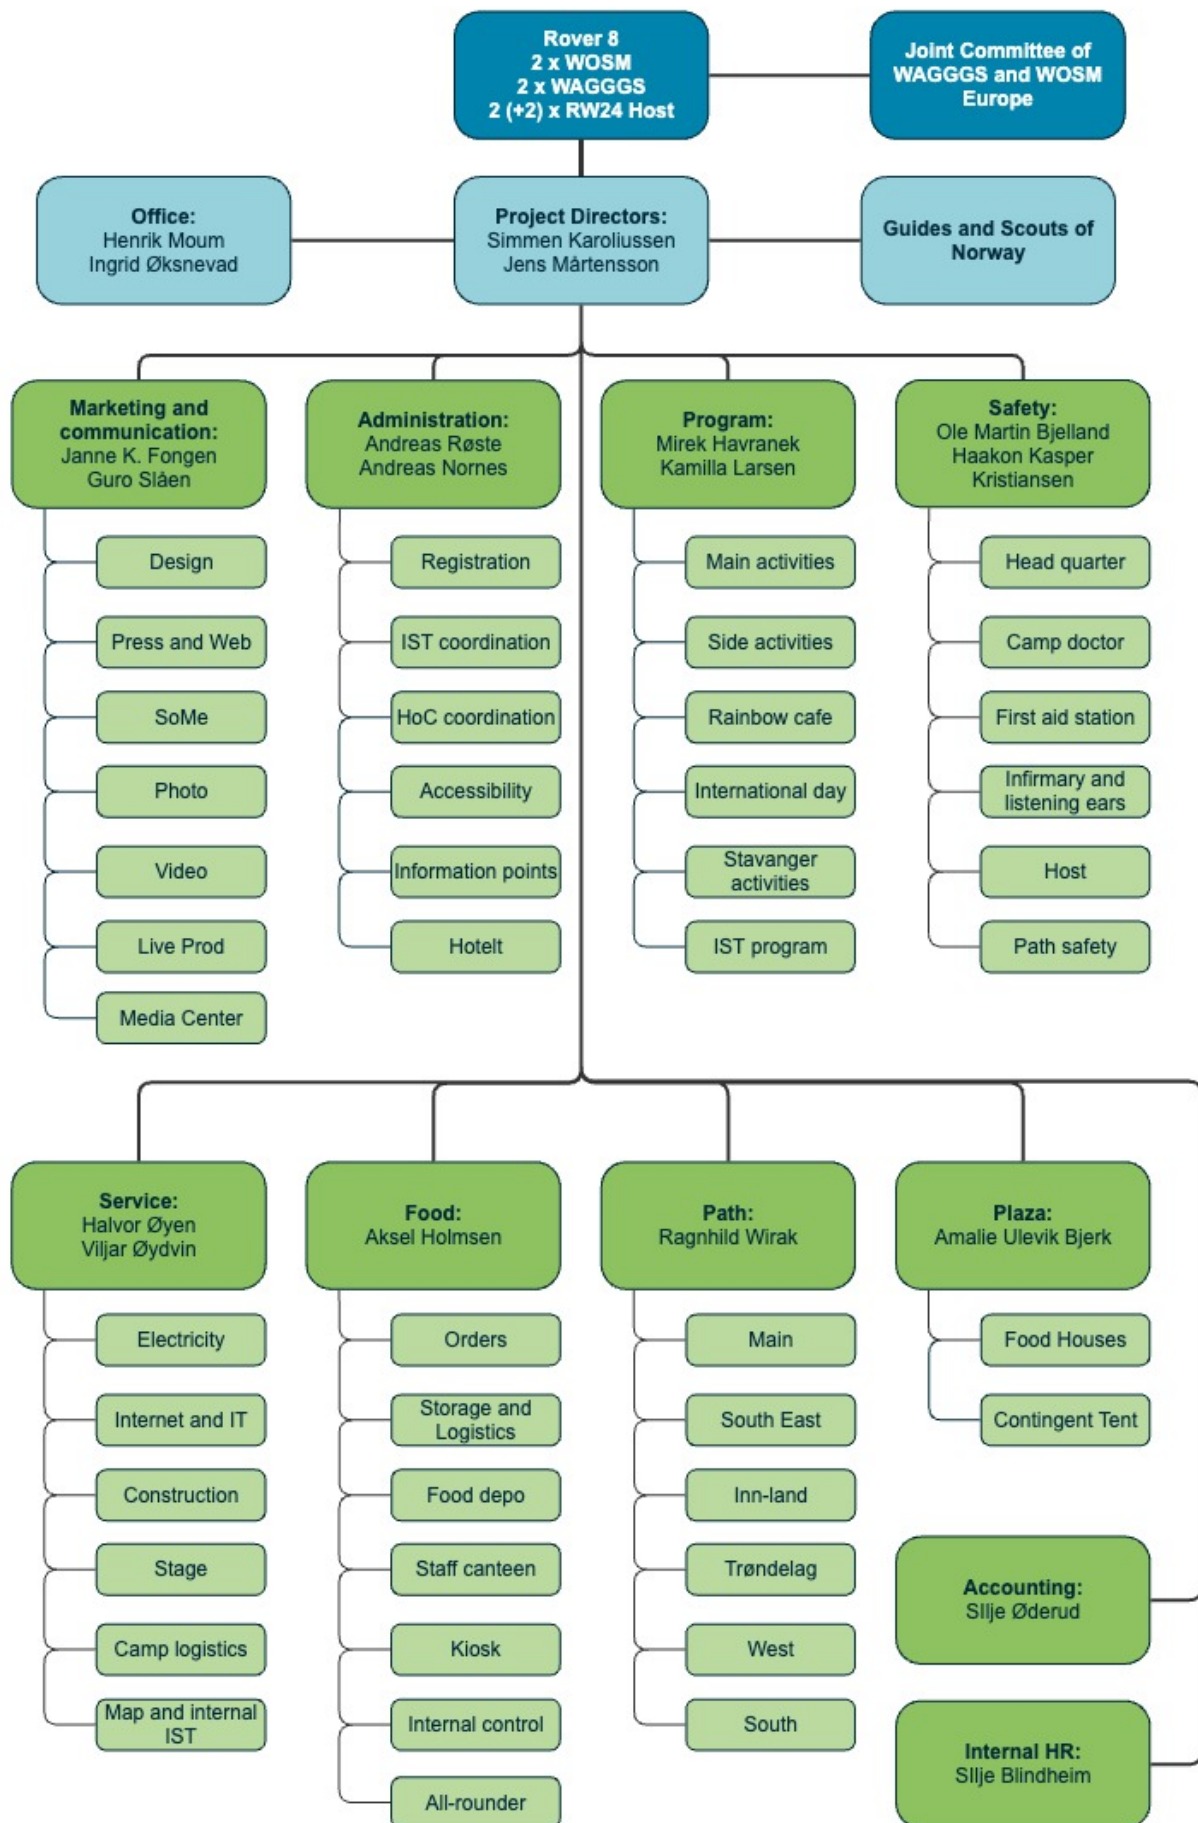 Rover 8
2 x WOSM
2 x WAGGGS
2 (+2) x RW24 Host
Joint Committee of
WAGGGS and WOSM
Europe
Office:
Henrik Moum
Ingrid Øksnevad
Project Directors:
Simmen Karoliussen
Jens Mårtensson
Guides and Scouts of
Norway
Marketing and
communication:
Janne K. Fongen
Guro Slåen
Design
Press and Web
SoMe
Photo
Video
Live Prod
Media Center
Administration:
Andreas Røste
Andreas Nornes
Registration
IST coordination
HoC coordination
Accessibility
Information points
Hotelt
Program:
Mirek Havranek
Kamilla Larsen
Main activities
Side activities
Rainbow cafe
International day
Stavanger
activities
IST program
Safety:
Ole Martin Bjelland
Haakon Kasper
Kristiansen
Head quarter
Camp doctor
First aid station
Infirmary and
listening ears
Host
Path safety
Service:
Halvor Øyen
Viljar Øydvin
Electricity
Internet and IT
Construction
Stage
Camp logistics
Map and internal
IST
Food:
Aksel Holmsen
Orders
Storage and
Logistics
Food depo
Staff canteen
Kiosk
Internal control
All-rounder
Path:
Ragnhild Wirak
Main
South East
Inn-land
Trøndelag
West
South
Plaza:
Amalie Ulevik Bjerk
Food Houses
Contingent Tent
Accounting:
SIlje Øderud
Internal HR:
SIlje Blindheim